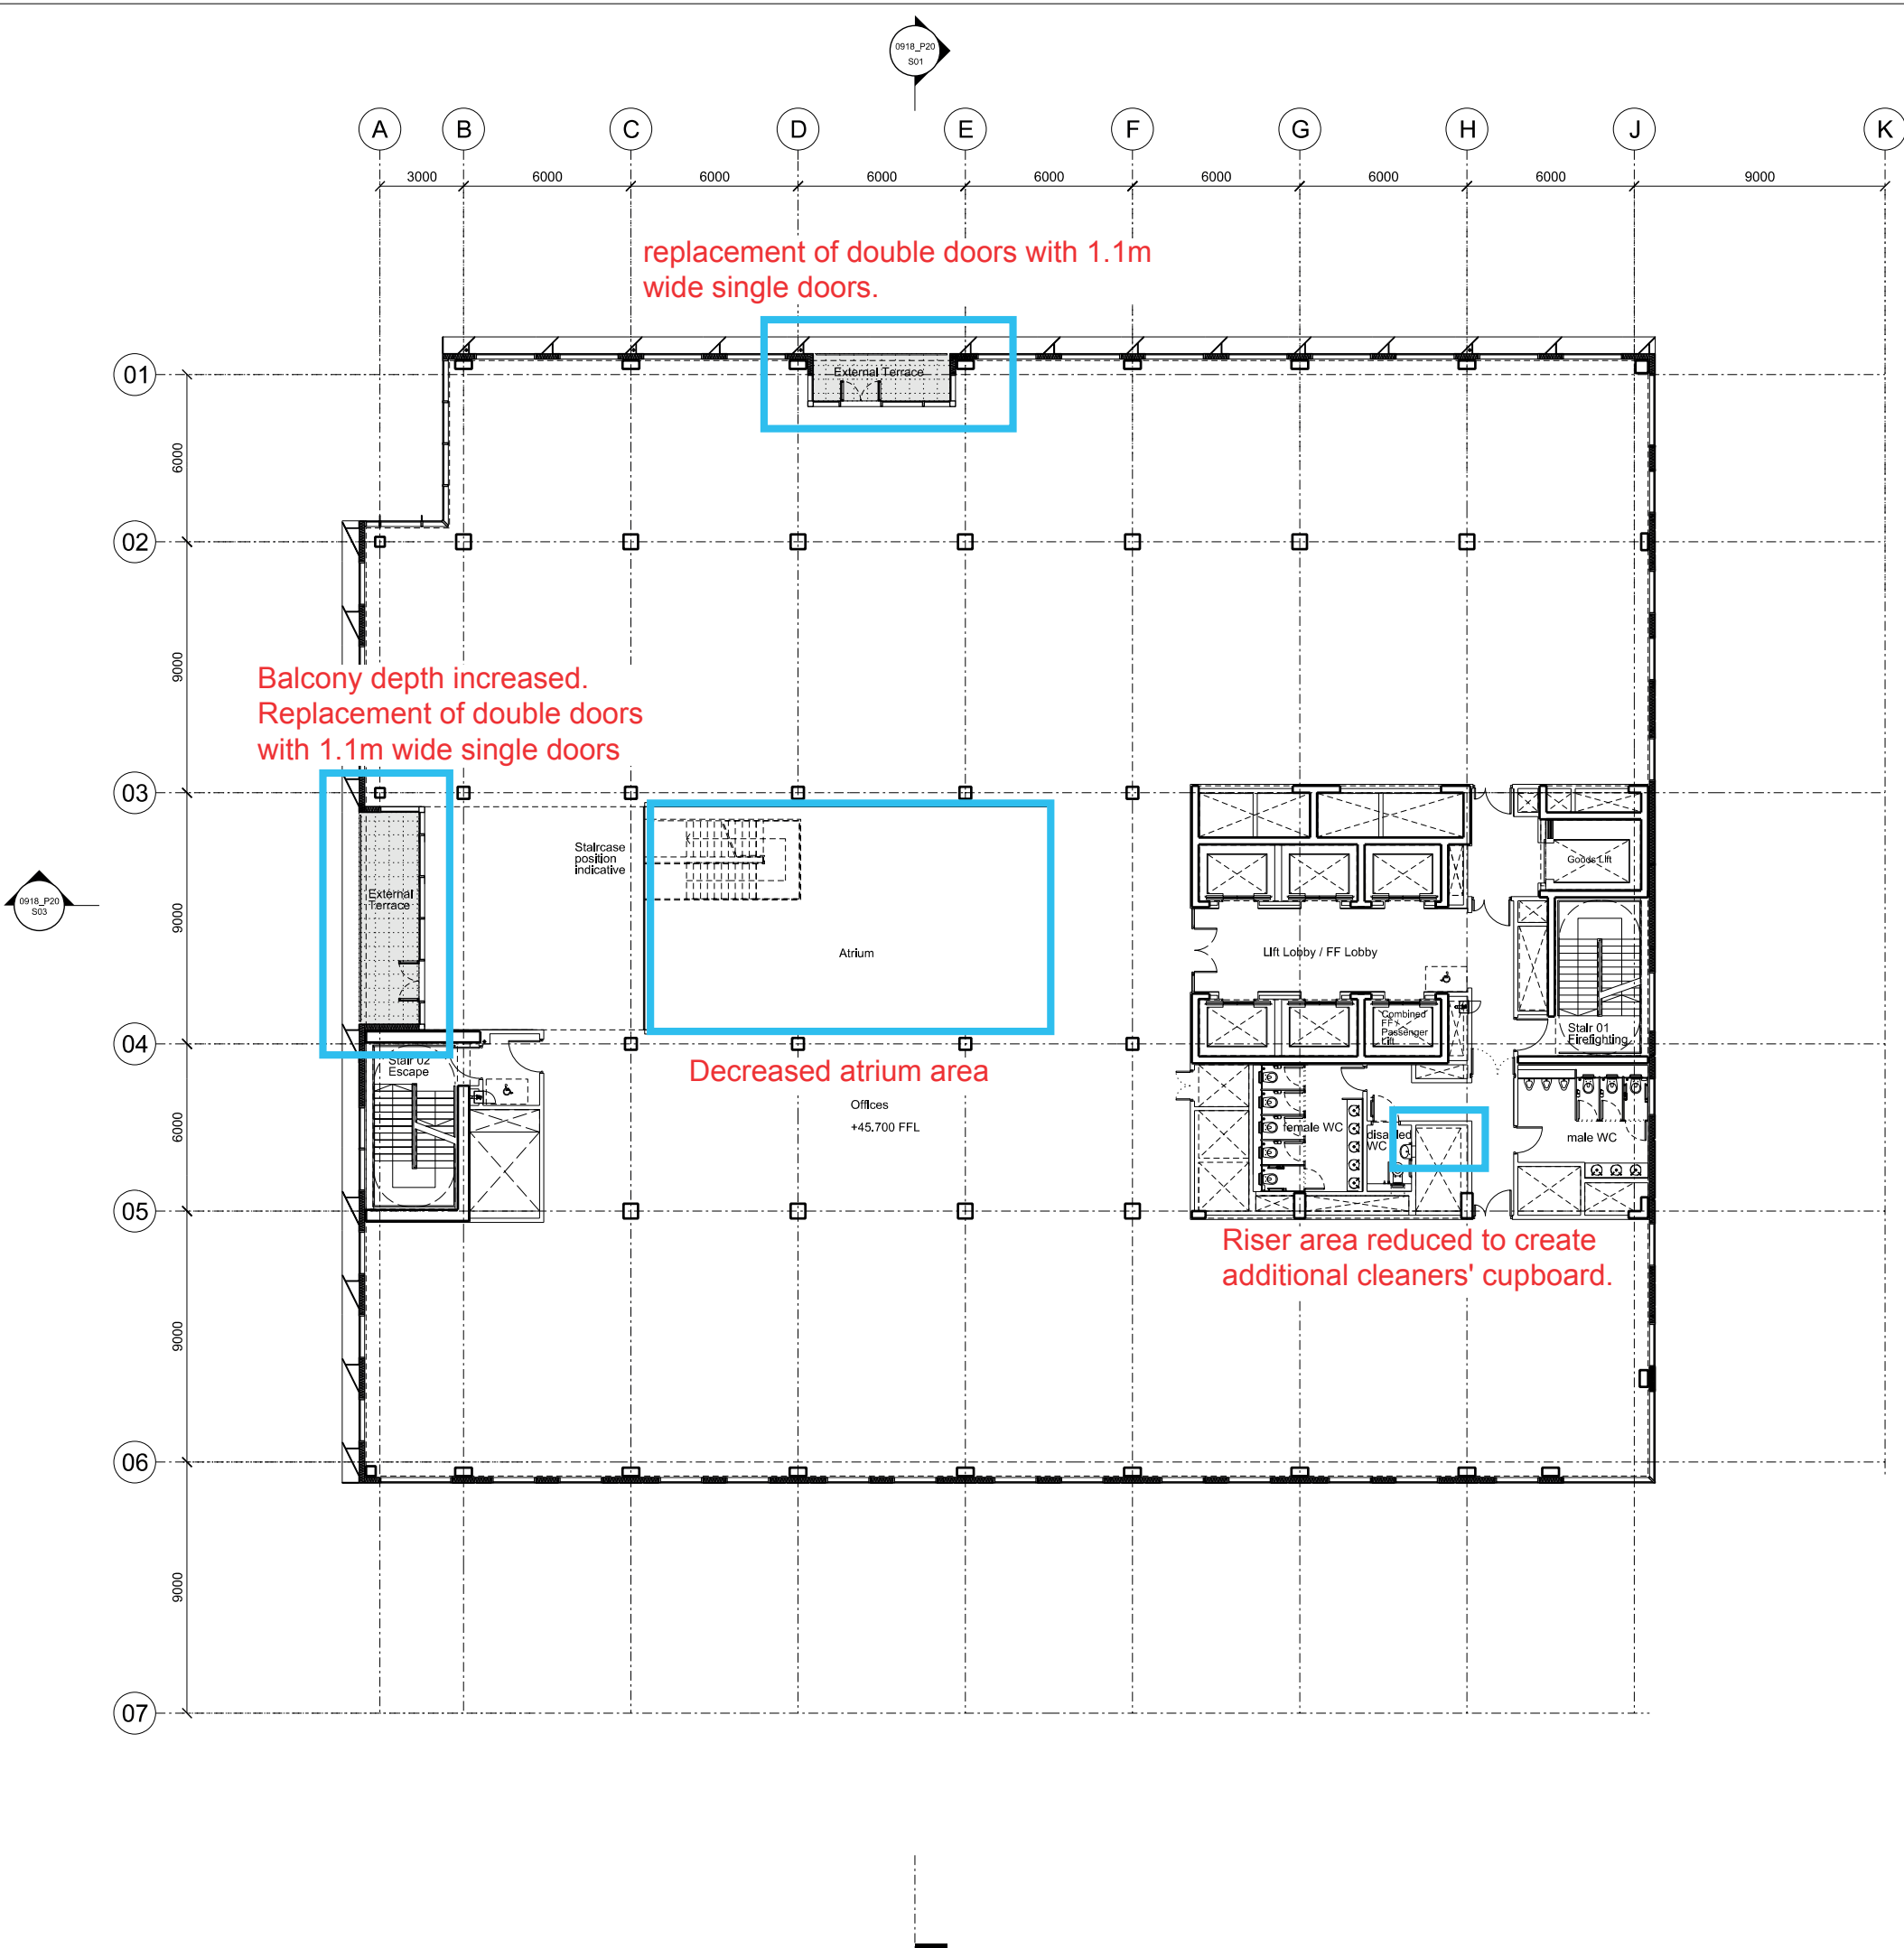 0918_P20
S01
A B C D E F G H J K
3000 6000 6000 6000 6000 6000 6000 6000 9000
replacement of double doors with 1.1m
wide single doors.
01
External Terrace
6000
02
9000
Balcony depth increased.
Replacement of double doors
with 1.1m wide single doors
03
Staircase
position
indicative
Goods Lift
External
Terrace
0918_P20
S03
9000
Atrium
Lift Lobby / FF Lobby
Combined
FF /
Passenger
Lift
Stair 01
Firefighting
04
Stair 02
Escape
Decreased atrium area
Offices
+45.700 FFL
6000
female WC
disabled
WC
male WC
05
Riser area reduced to create
additional cleaners' cupboard.
9000
06
9000
07